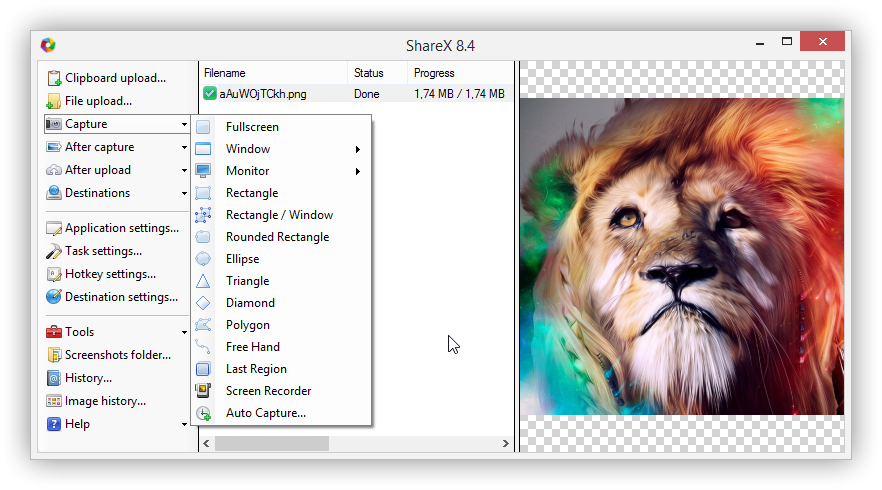 ShareX 8.4
Clipboard upload...
File upload...
Capture
After capture
After upload
Destinations
Application settings...
Task settings...
Hotkey settings...
Destination settings...
Tools
Screenshots folder...
History...
Image history...
Help
Filename Status Progress
aAuWOjTCkh.png Done 1,74 MB / 1,74 MB
Fullscreen
Window
Monitor
Rectangle
Rectangle / Window
Rounded Rectangle
Ellipse
Triangle
Diamond
Polygon
Free Hand
Last Region
Screen Recorder
Auto Capture...